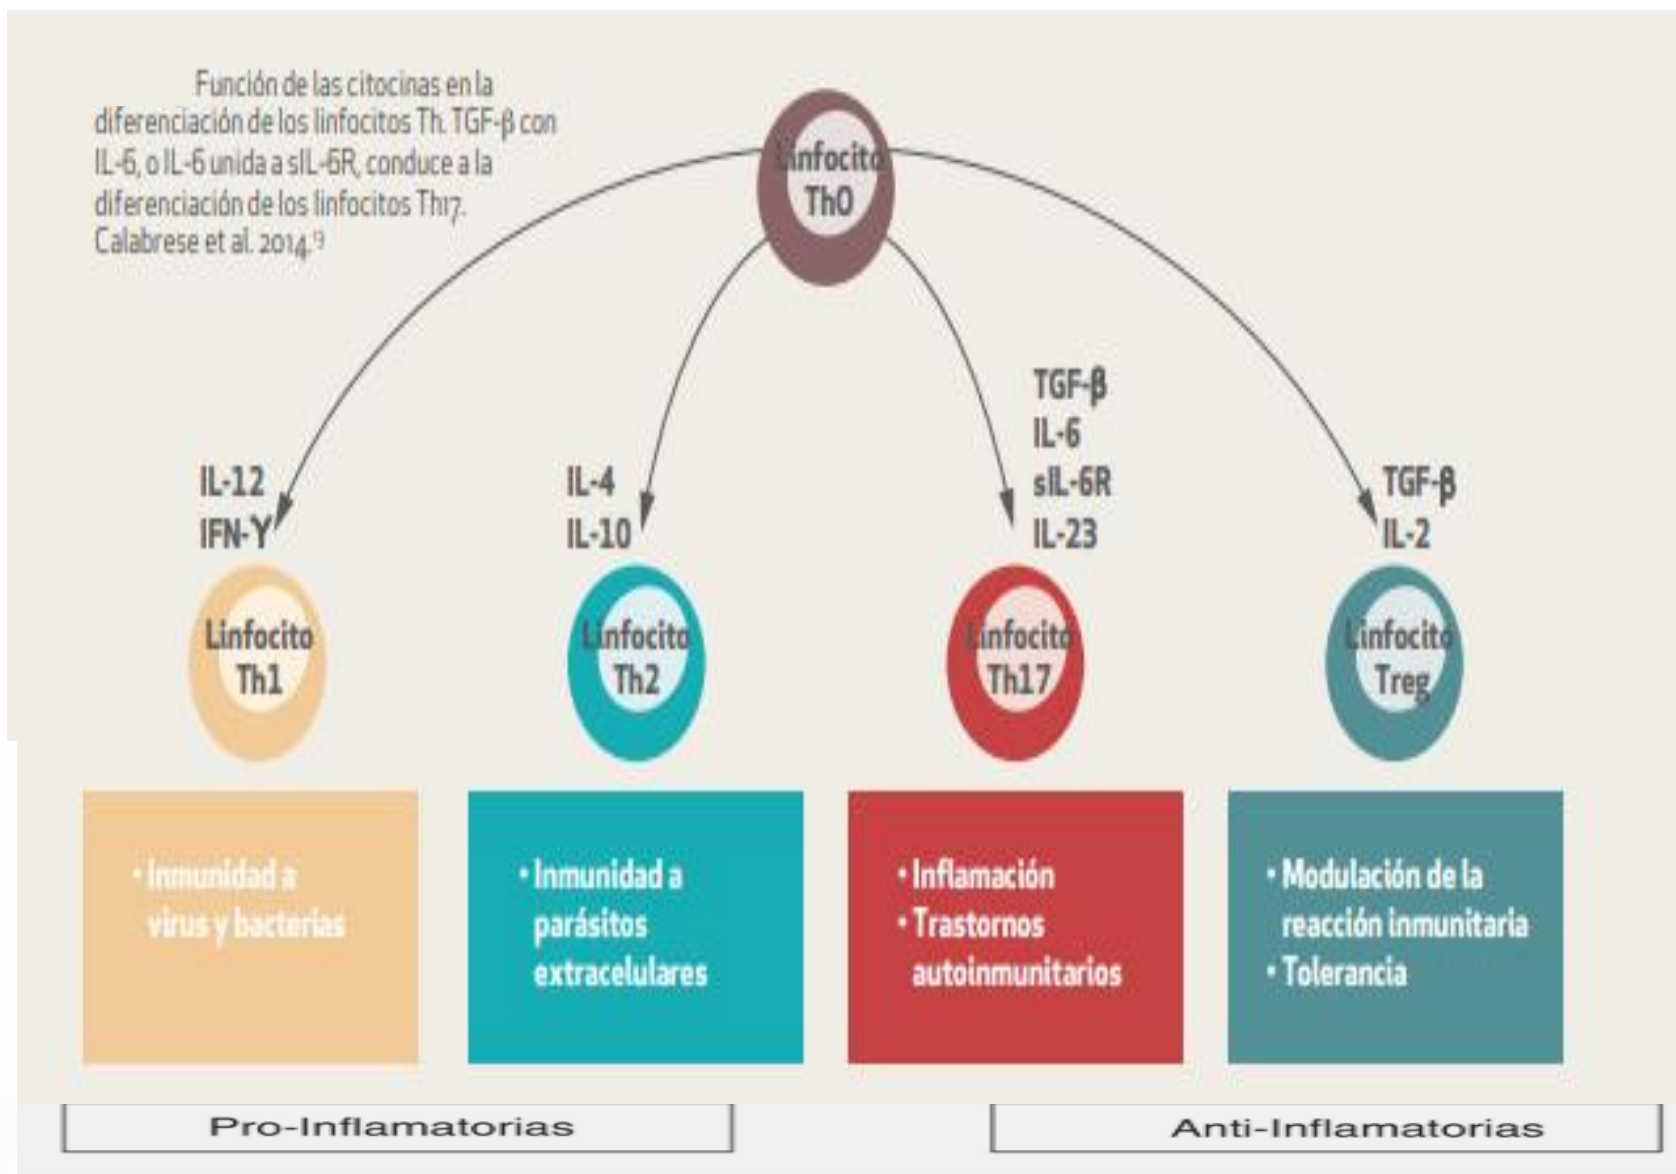 Función de las citocinas en la
diferenciación de los linfocitos Th. TGF-β con
IL-6, o IL-6 unida a sIL-6R, conduce a la
diferenciación de los linfocitos Th17.
Calabrese et al. 2014.¹³
Linfocito
Th0
IL-12
IFN-Y
IL-4
IL-10
TGF-β
IL-6
sIL-6R
IL-23
TGF-β
IL-2
Linfocito
Th1
Linfocito
Th2
Linfocito
Th17
Linfocito
Treg
• Inmunidad a
virus y bacterias
• Inmunidad a
parásitos
extracelulares
• Inflamación
• Trastornos
autoinmunitarios
• Modulación de la
reacción inmunitaria
• Tolerancia
Pro-Inflamatorias
Anti-Inflamatorias